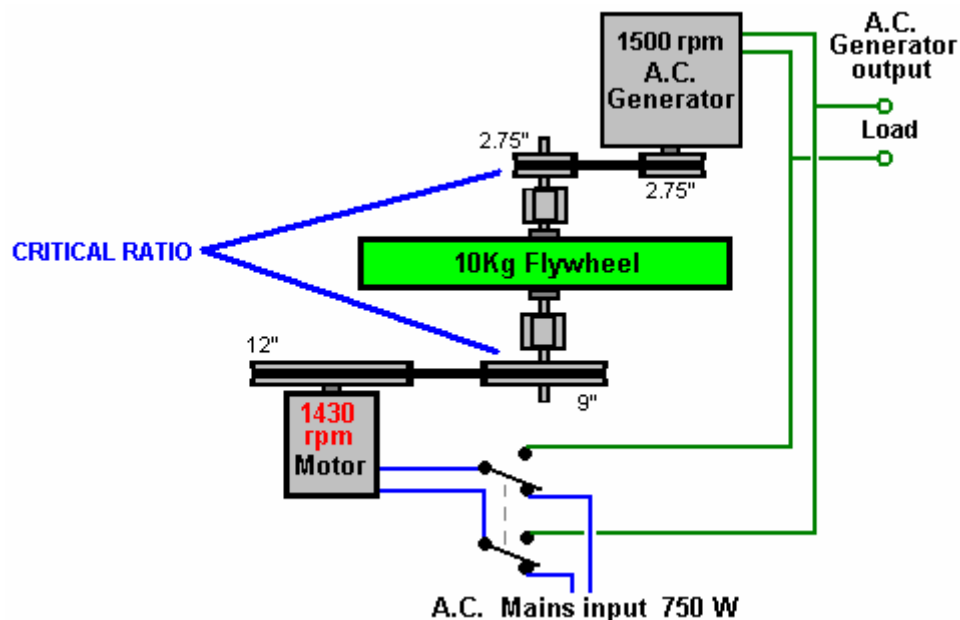 1500 rpm
A.C.
Generator
A.C.
Generator
output
Load
2.75"
2.75"
CRITICAL RATIO
10Kg Flywheel
12"
9"
1430
rpm
Motor
A.C. Mains input 750 W